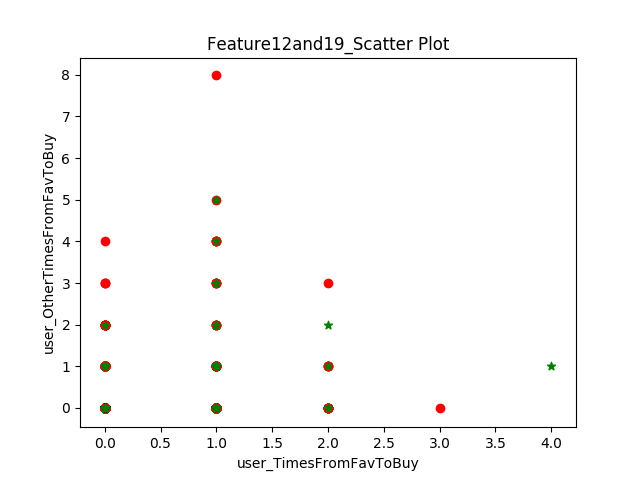 Feature12and19_Scatter Plot
8
7
6
5
4
3
2
1
0
user_OtherTimesFromFavToBuy
0.0 0.5 1.0 1.5 2.0 2.5 3.0 3.5 4.0
user_TimesFromFavToBuy